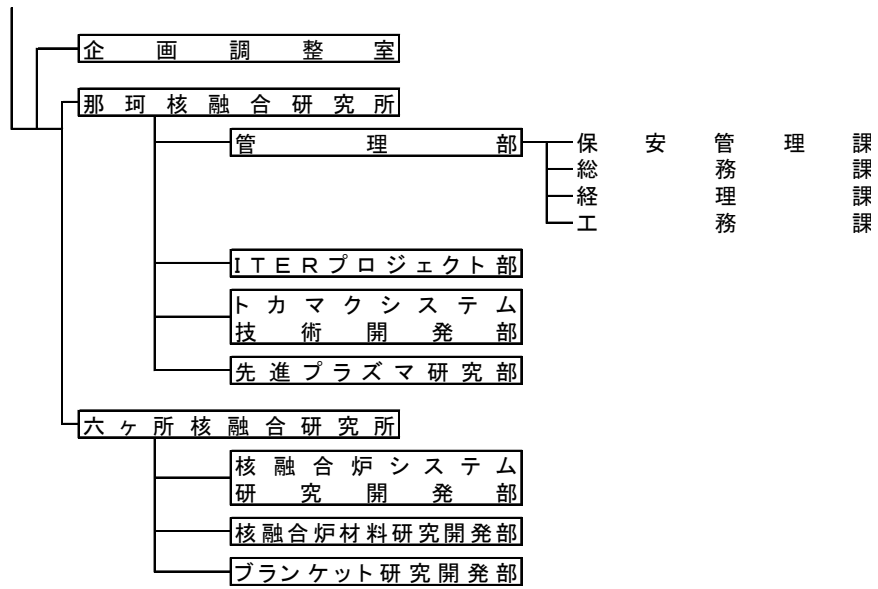 企画調整室
那珂核融合研究所
管理部
保安管理課
総務課
経理課
工務課
ITERプロジェクト部
トカマクシステム
技術開発部
先進プラズマ研究部
六ヶ所核融合研究所
核融合炉システム
研究開発部
核融合炉材料研究開発部
ブランケット研究開発部